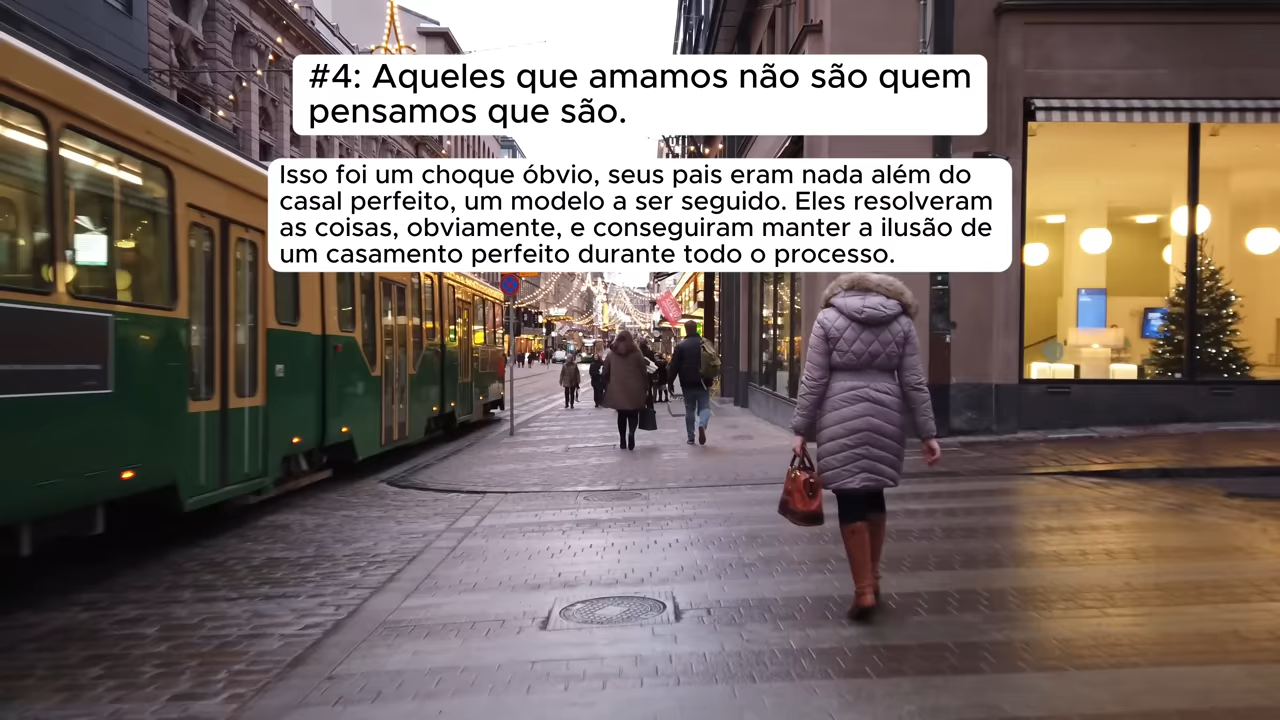 #4: Aqueles que amamos não são quem
pensamos que são.
Isso foi um choque óbvio, seus pais eram nada além do
casal perfeito, um modelo a ser seguido. Eles resolveram
as coisas, obviamente, e conseguiram manter a ilusão de
um casamento perfeito durante todo o processo.